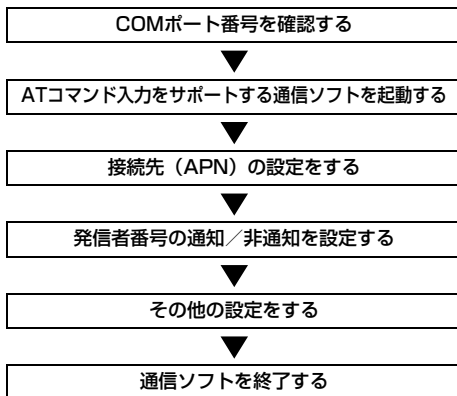 COMポート番号を確認する
ATコマンド入力をサポートする通信ソフトを起動する
接続先（APN）の設定をする
発信者番号の通知／非通知を設定する
その他の設定をする
通信ソフトを終了する